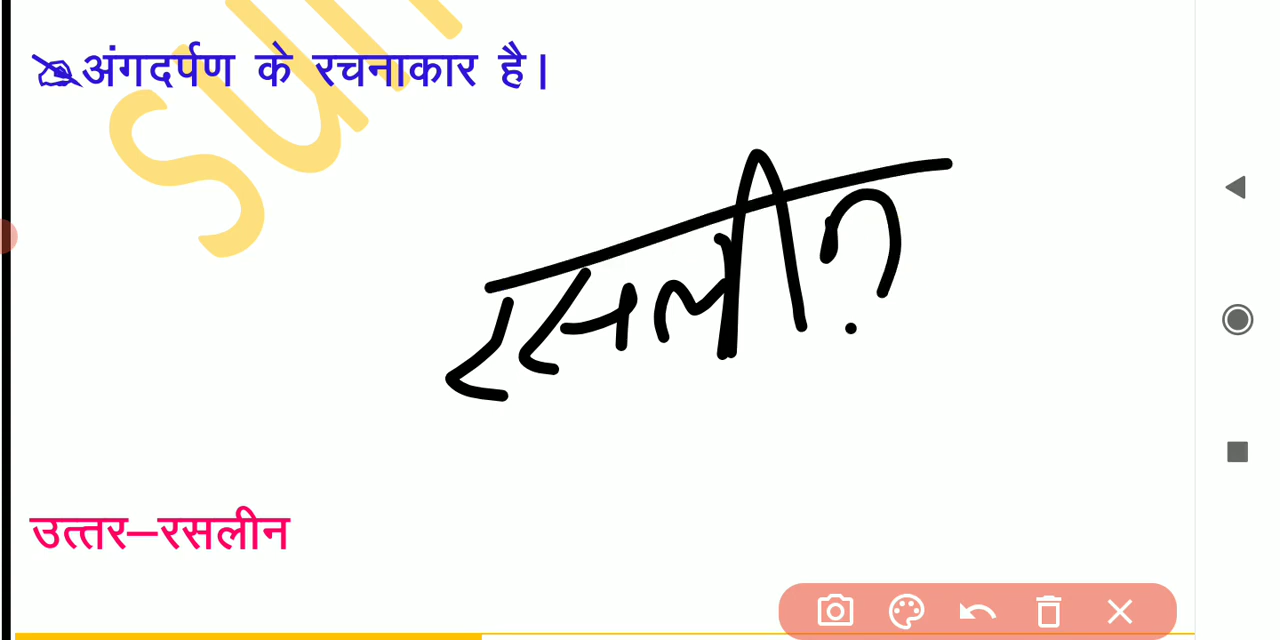 अंगदर्पण के रचनाकार है।
रसलीन
उत्तर–रसलीन